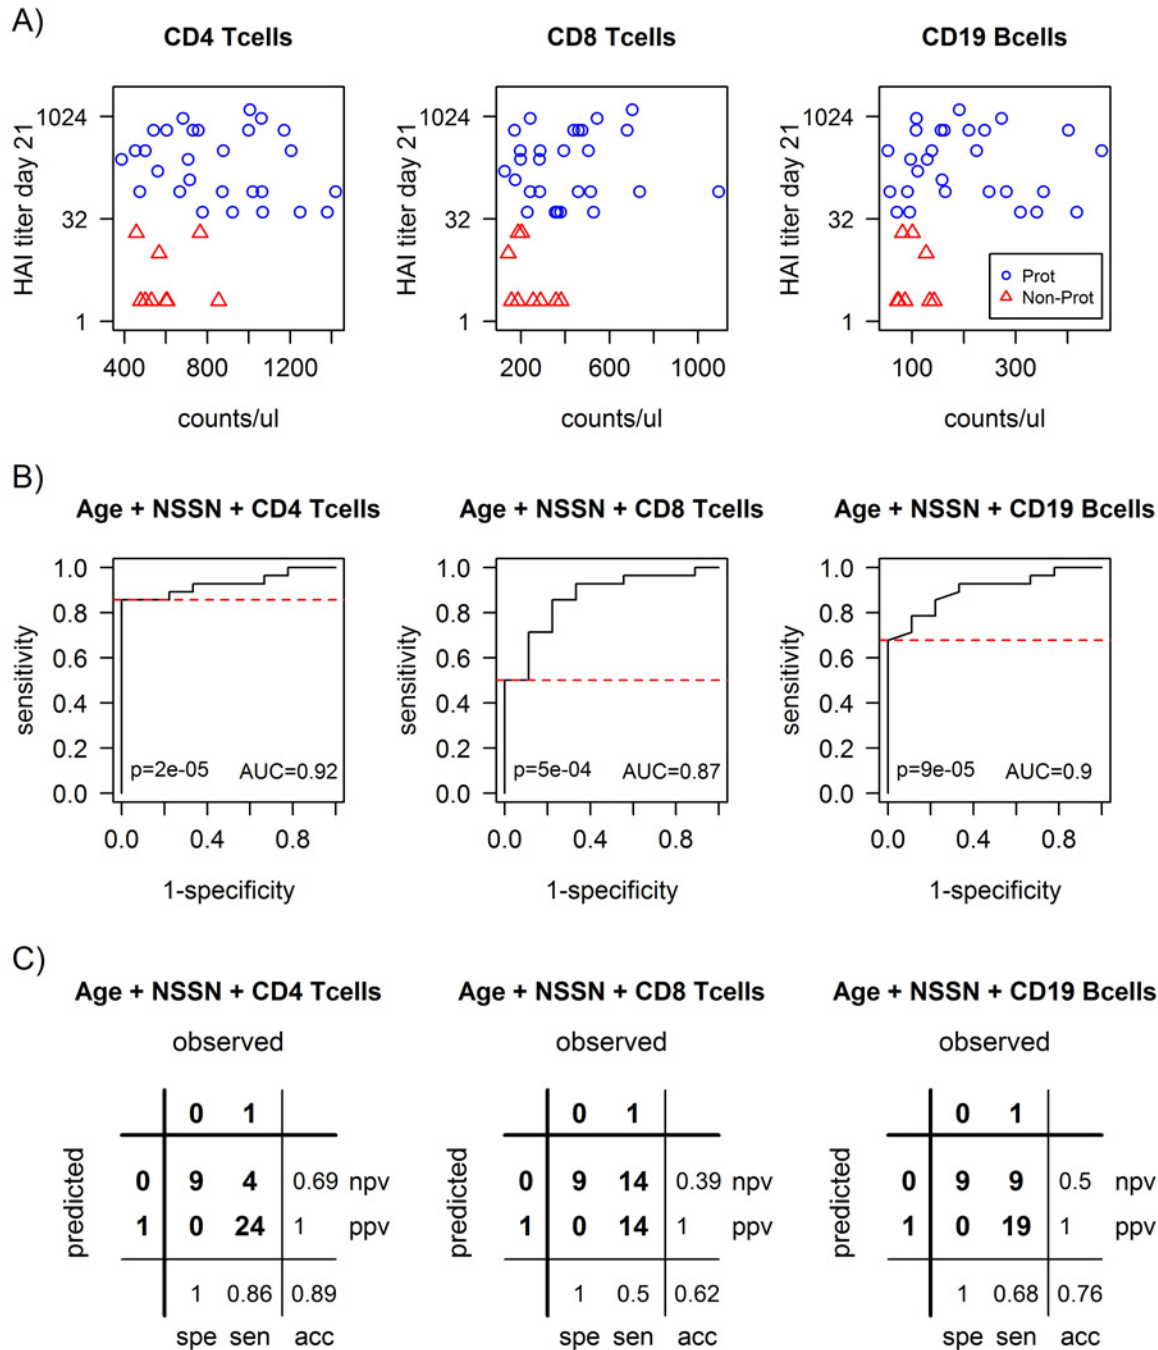 A)
CD4 Tcells CD8 Tcells CD19 Bcells
HAI titer day 21 HAI titer day 21 HAI titer day 21
1024 1024 1024
32 32 32
1 1 1
Prot
Non-Prot
400 800 1200 200 600 1000 100 300
counts/ul counts/ul counts/ul
B)
Age + NSSN + CD4 Tcells Age + NSSN + CD8 Tcells Age + NSSN + CD19 Bcells
sensitivity sensitivity sensitivity
1.0 1.0 1.0
0.8 0.8 0.8
0.6 0.6 0.6
0.4 0.4 0.4
0.2 0.2 0.2
0.0 0.0 0.0
p=2e-05 AUC=0.92 p=5e-04 AUC=0.87 p=9e-05 AUC=0.9
0.0 0.4 0.8 0.0 0.4 0.8 0.0 0.4 0.8
1-specificity 1-specificity 1-specificity
C)
Age + NSSN + CD4 Tcells Age + NSSN + CD8 Tcells Age + NSSN + CD19 Bcells
observed observed observed
predicted predicted predicted
0 1 0 1 0 1
0 9 4 0.69 npv 0 9 14 0.39 npv 0 9 9 0.5 npv
1 0 24 1 ppv 1 0 14 1 ppv 1 0 19 1 ppv
1 0.86 0.89 1 0.5 0.62 1 0.68 0.76
spe sen acc spe sen acc spe sen acc